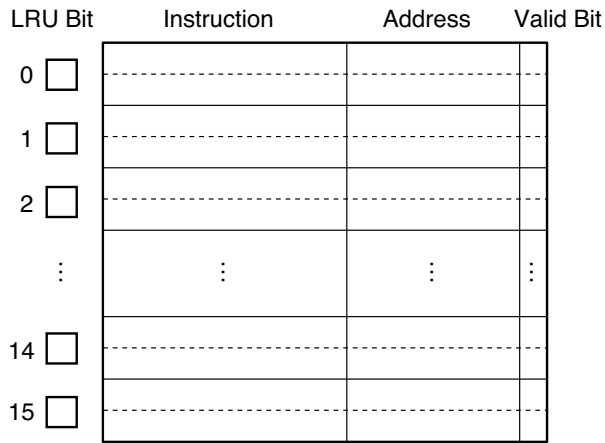 LRU Bit Instruction Address Valid Bit
0
1
2
⋮ ⋮ ⋮ ⋮
14
15